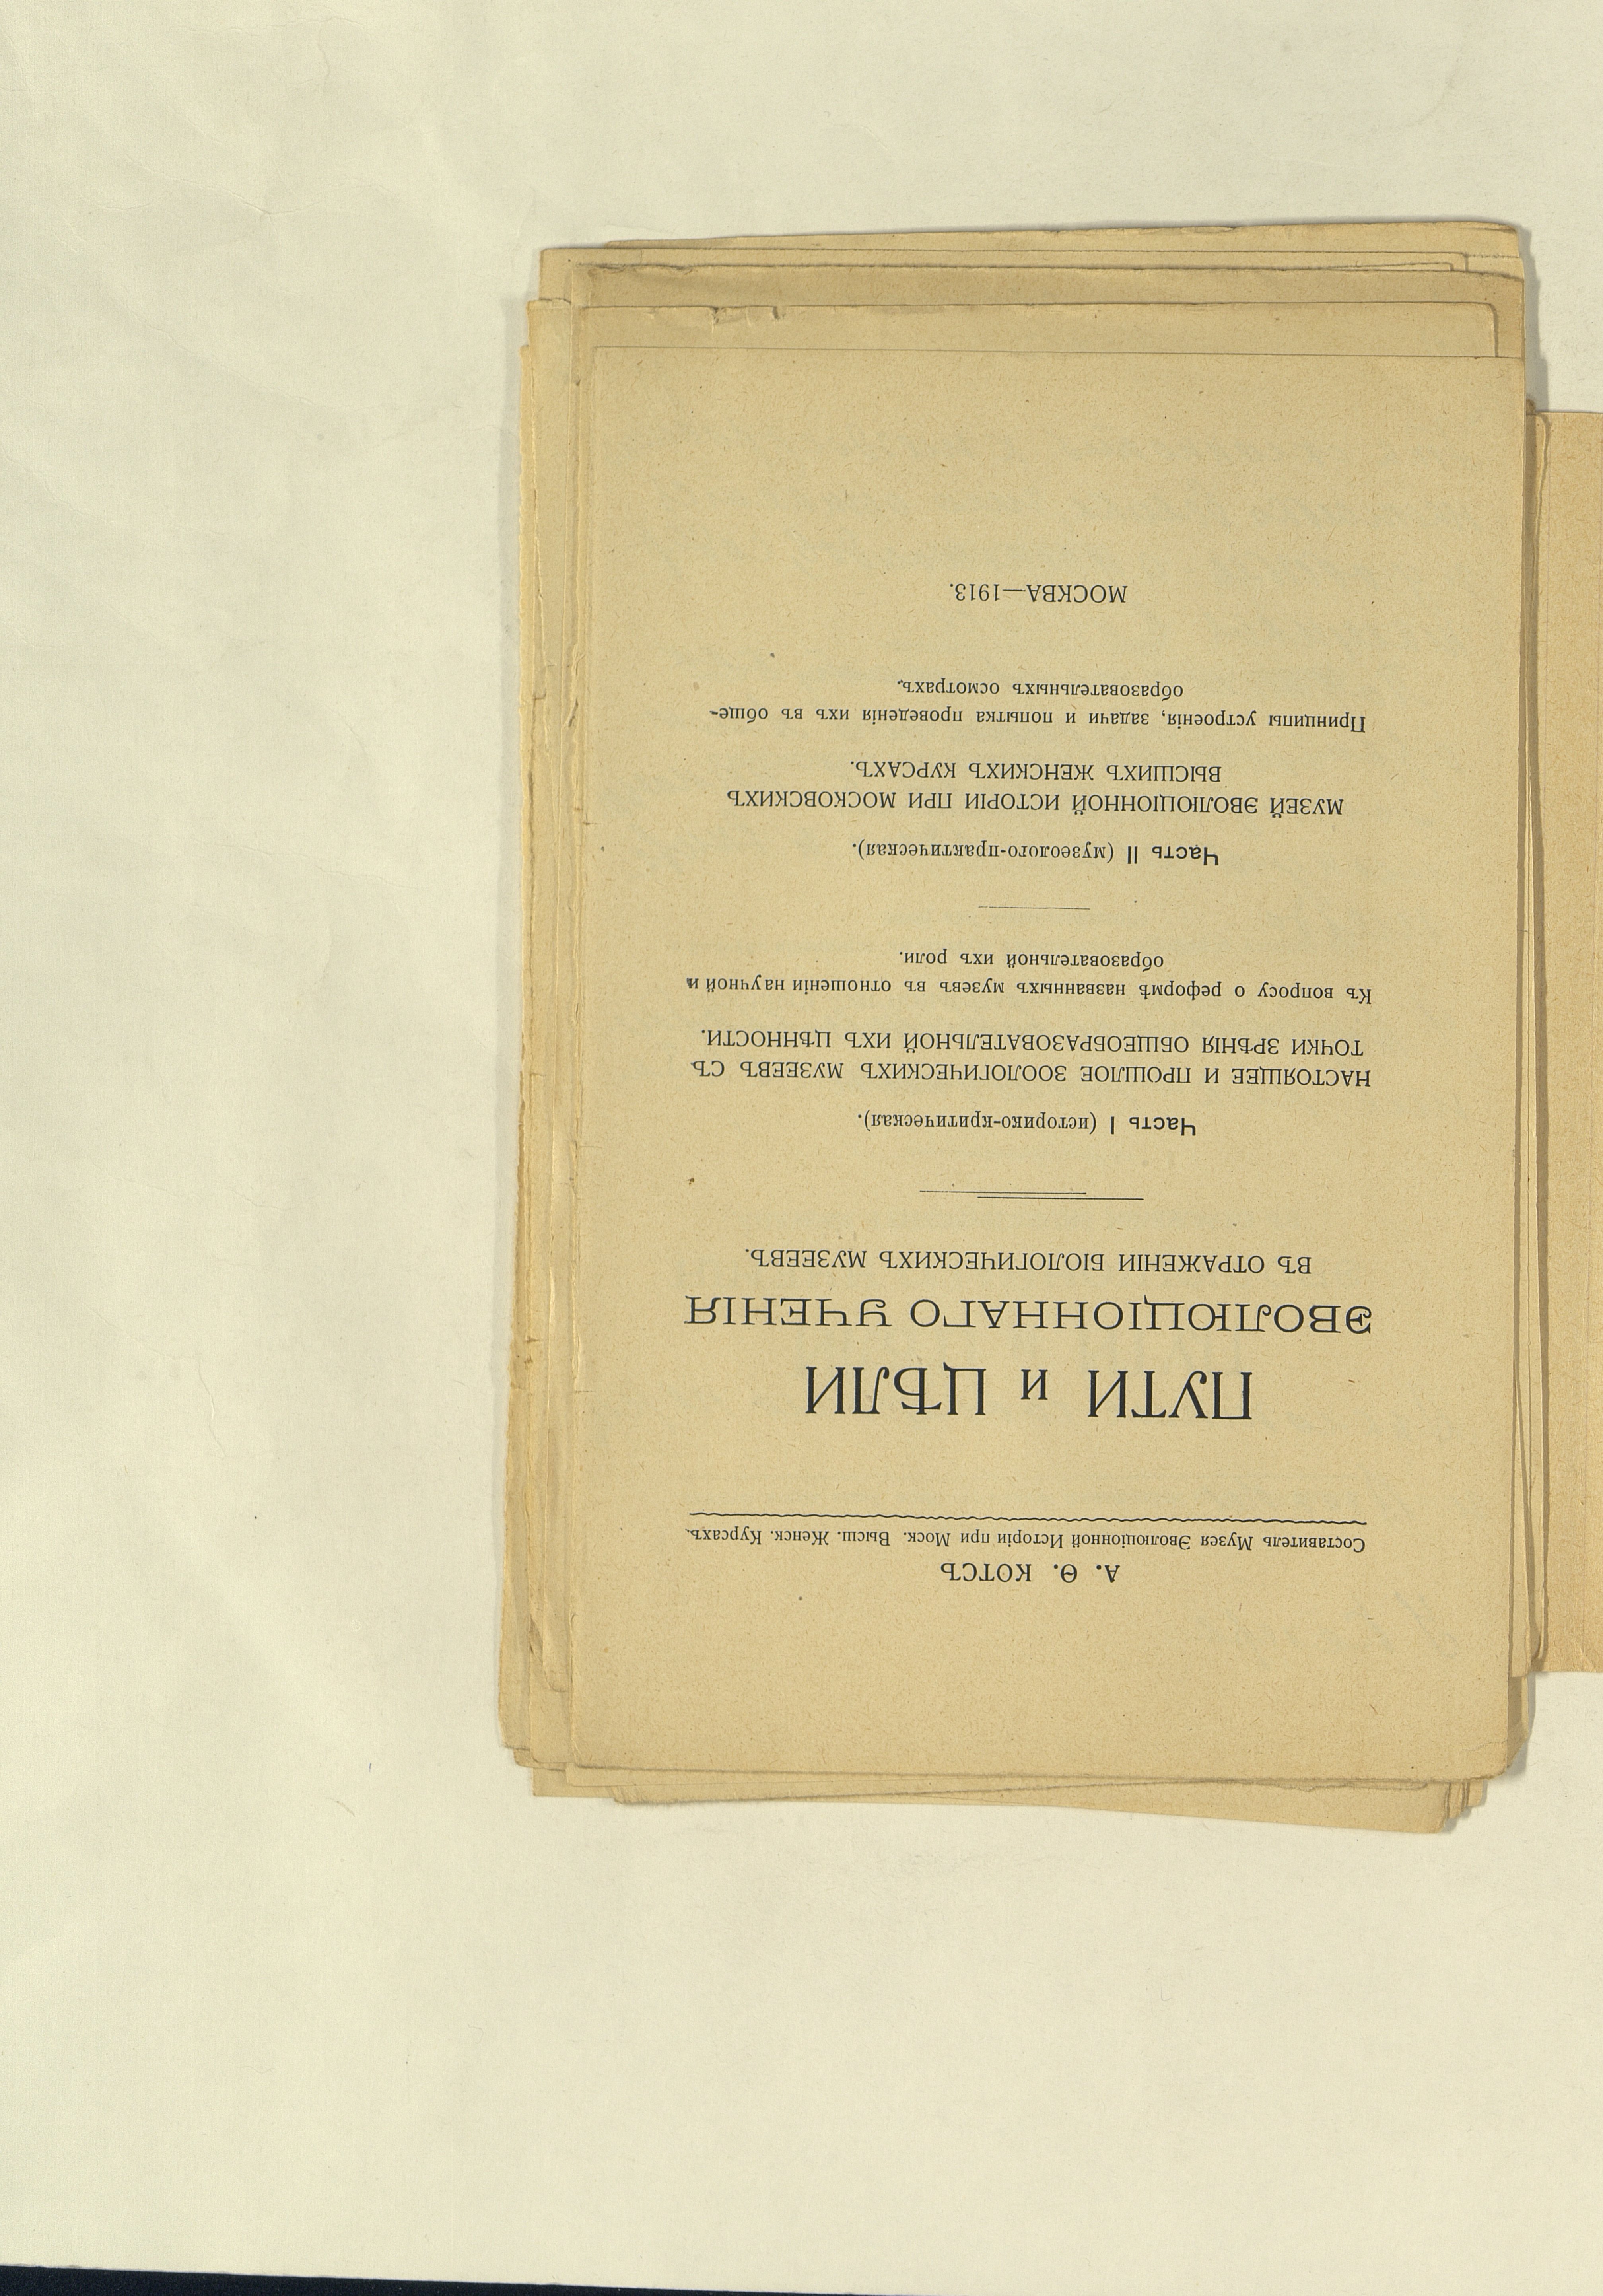 А. Ѳ. КОТСЪ
Составитель Музея Эволюціонной Исторіи при Моск. Высш. Женск. Курсахъ.
ПУТИ и ЦѢЛИ
ЭВОЛЮЦІОННАГО УЧЕНІЯ
ВЪ ОТРАЖЕНІИ БІОЛОГИЧЕСКИХЪ МУЗЕЕВЪ.
Часть I (историко-критическая).
НАСТОЯЩЕЕ И ПРОШЛОЕ ЗООЛОГИЧЕСКИХЪ МУЗЕЕВЪ СЪ
ТОЧКИ ЗРѢНІЯ ОБЩЕОБРАЗОВАТЕЛЬНОЙ ИХЪ ЦѢННОСТИ.
Къ вопросу о реформѣ названныхъ музевъ въ отношеніи научной и
образовательной ихъ роли.
Часть II (музеолого-практическая).
МУЗЕЙ ЭВОЛЮЦІОННОЙ ИСТОРІИ ПРИ МОСКОВСКИХЪ
ВЫСШИХЪ ЖЕНСКИХЪ КУРСАХЪ.
Принципы устроенія, задачи и попытка проведенія ихъ въ обще-
образовательныхъ осмотрахъ.
МОСКВА—1913.